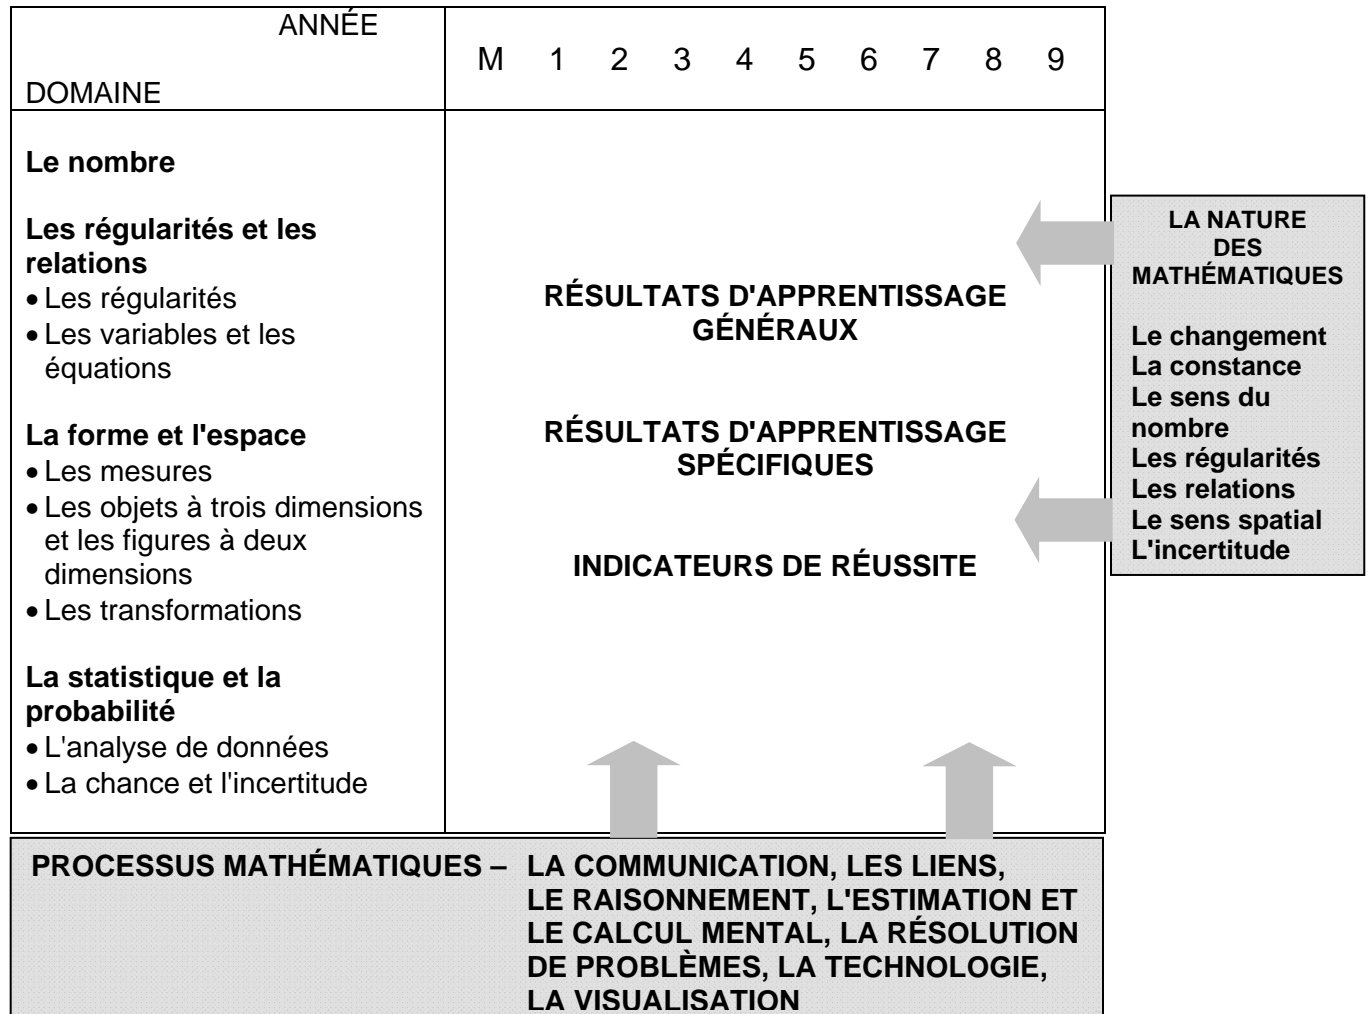 ANNÉE
DOMAINE
M 1 2 3 4 5 6 7 8 9
Le nombre
Les régularités et les
relations
• Les régularités
• Les variables et les
équations
La forme et l'espace
• Les mesures
• Les objets à trois dimensions
et les figures à deux
dimensions
• Les transformations
La statistique et la
probabilité
• L'analyse de données
• La chance et l'incertitude
RÉSULTATS D'APPRENTISSAGE
GÉNÉRAUX
RÉSULTATS D'APPRENTISSAGE
SPÉCIFIQUES
INDICATEURS DE RÉUSSITE
LA NATURE
DES
MATHÉMATIQUES
Le changement
La constance
Le sens du
nombre
Les régularités
Les relations
Le sens spatial
L'incertitude
PROCESSUS MATHÉMATIQUES – LA COMMUNICATION, LES LIENS,
LE RAISONNEMENT, L'ESTIMATION ET
LE CALCUL MENTAL, LA RÉSOLUTION
DE PROBLÈMES, LA TECHNOLOGIE,
LA VISUALISATION